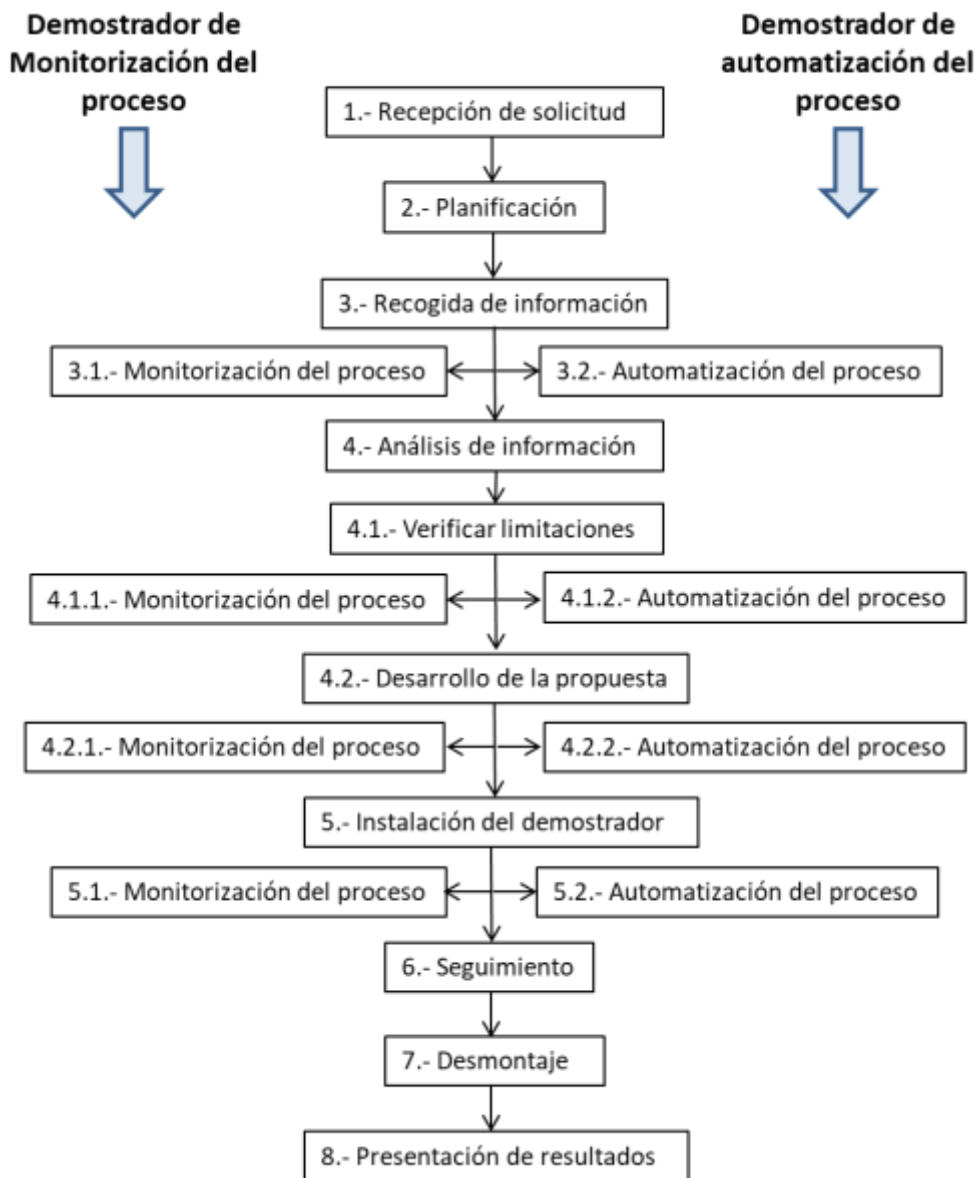 Demostrador de
Monitorización del
proceso
Demostrador de
automatización del
proceso
1.- Recepción de solicitud
2.- Planificación
3.- Recogida de información
3.1.- Monitorización del proceso
3.2.- Automatización del proceso
4.- Análisis de información
4.1.- Verificar limitaciones
4.1.1.- Monitorización del proceso
4.1.2.- Automatización del proceso
4.2.- Desarrollo de la propuesta
4.2.1.- Monitorización del proceso
4.2.2.- Automatización del proceso
5.- Instalación del demostrador
5.1.- Monitorización del proceso
5.2.- Automatización del proceso
6.- Seguimiento
7.- Desmontaje
8.- Presentación de resultados